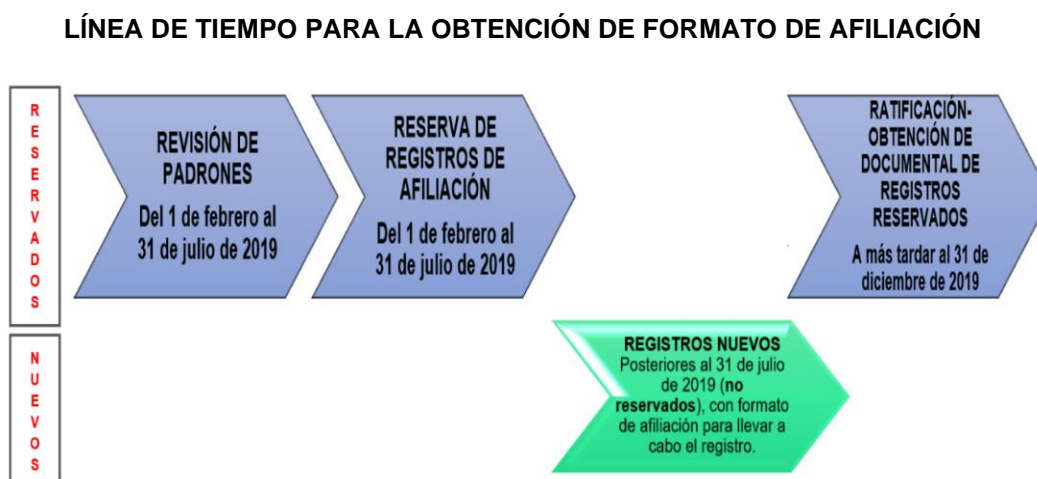 LÍNEA DE TIEMPO PARA LA OBTENCIÓN DE FORMATO DE AFILIACIÓN
RESERVADOS
REVISIÓN DE
PADRONES
Del 1 de febrero al
31 de julio de 2019
RESERVA DE
REGISTROS DE
AFILIACIÓN
Del 1 de febrero al
31 de julio de 2019
RATIFICACIÓN-
OBTENCIÓN DE
DOCUMENTAL DE
REGISTROS
RESERVADOS
A más tardar al 31 de
diciembre de 2019
NUEVOS
REGISTROS NUEVOS
Posteriores al 31 de julio
de 2019 (no
reservados), con formato
de afiliación para llevar a
cabo el registro.